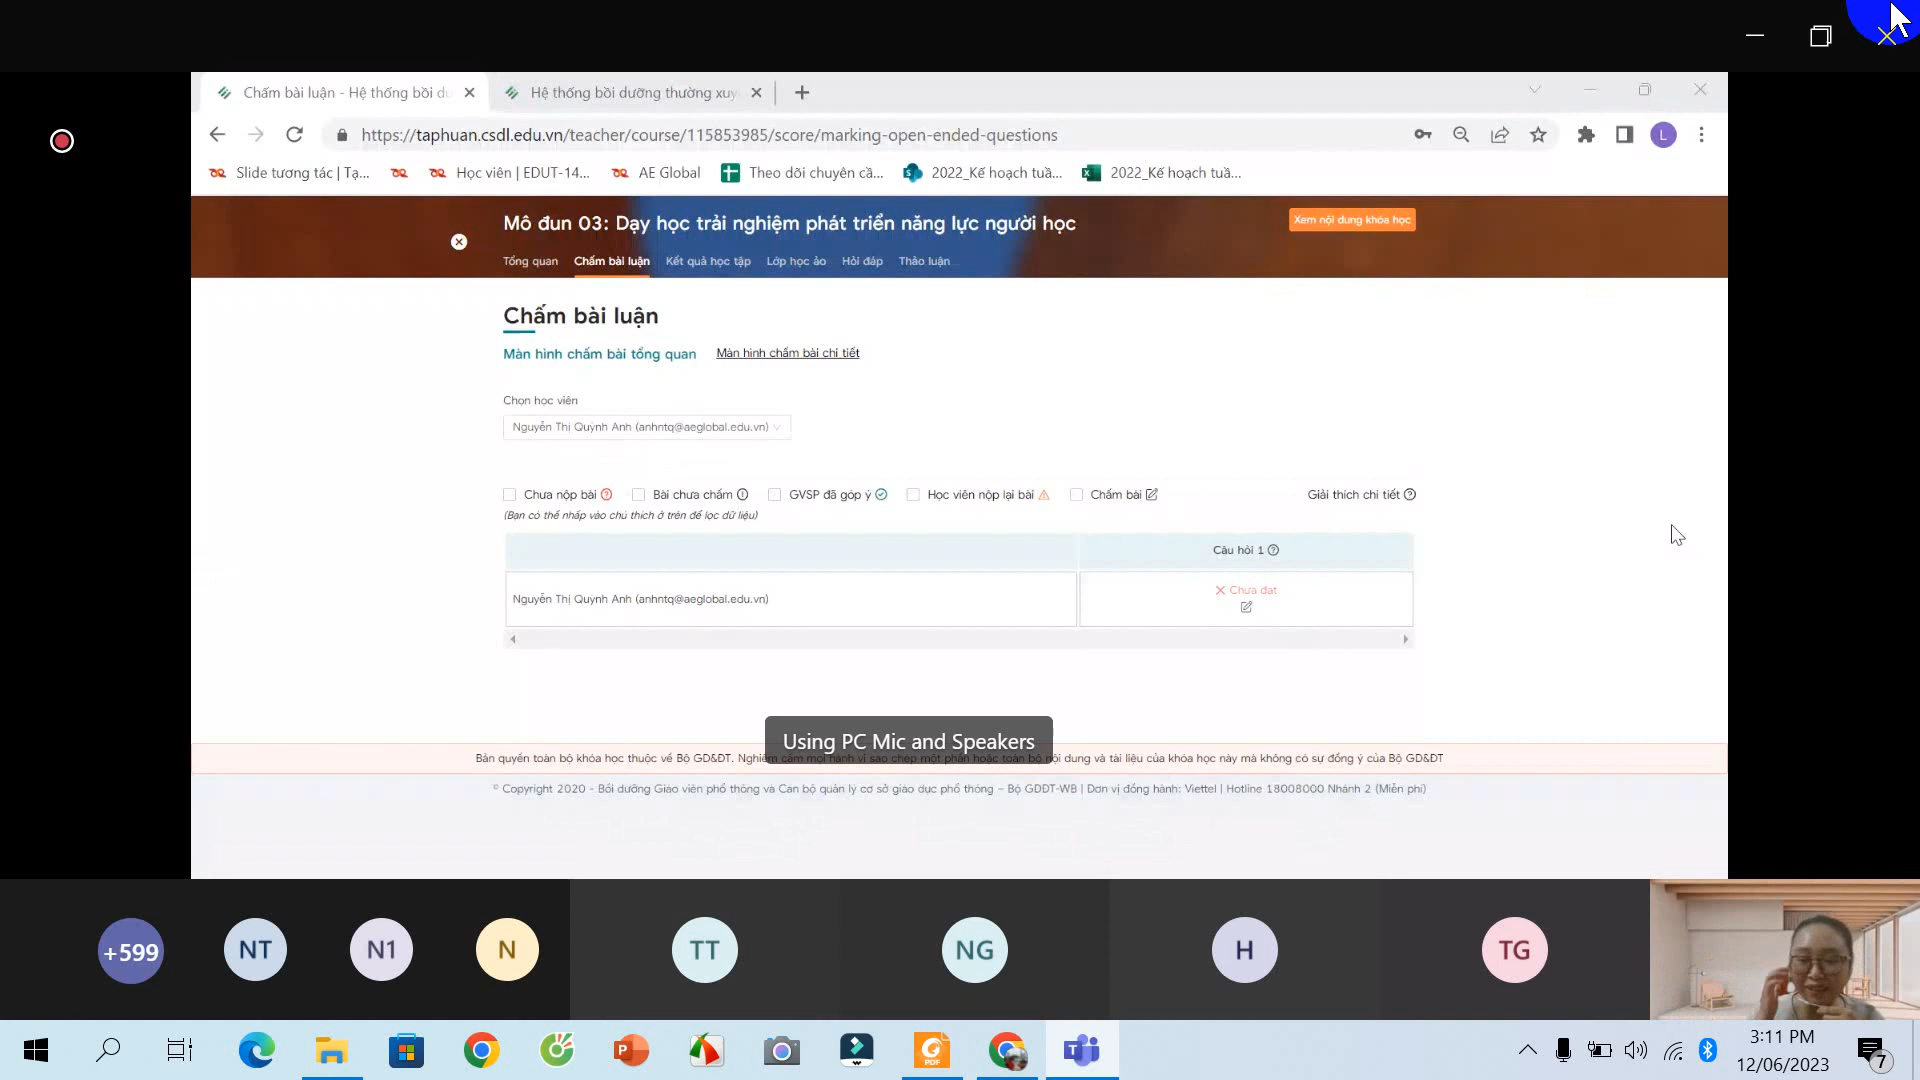 Chấm bài luận - Hệ thống bồi dư
Hệ thống bồi dưỡng thường xuy
https://taphuan.csdl.edu.vn/teacher/course/115853985/score/marking-open-ended-questions
L
Slide tương tác | Tạ...
Học viên | EDUT-14...
AE Global
Theo dõi chuyên cầ...
2022_Kế hoạch tuầ...
2022_Kế hoạch tuầ...
Mô đun 03: Dạy học trải nghiệm phát triển năng lực người học
Xem nội dung khóa học
Tổng quan Chấm bài luận Kết quả học tập Lớp học ảo Hỏi đáp Thảo luận
Chấm bài luận
Màn hình chấm bài tổng quan Màn hình chấm bài chi tiết
Chọn học viên
Nguyễn Thị Quỳnh Anh (anhntq@aeglobal.edu.vn)
Chưa nộp bài Bài chưa chấm GVSP đã góp ý Học viên nộp lại bài Chấm bài Giải thích chi tiết
(Bạn có thể nhấp vào chú thích ở trên để lọc dữ liệu)
Câu hỏi 1
Nguyễn Thị Quỳnh Anh (anhntq@aeglobal.edu.vn)
Chưa đạt
Using PC Mic and Speakers
Bản quyền toàn bộ khóa học thuộc về Bộ GD&ĐT. Nghiêm cấm mọi hành vi sao chép một phần hoặc toàn bộ nội dung và tài liệu của khóa học này mà không có sự đồng ý của Bộ GD&ĐT
© Copyright 2020 - Bồi dưỡng Giáo viên phổ thông và Cán bộ quản lý cơ sở giáo dục phổ thông – Bộ GDĐT-WB | Đơn vị đồng hành: Viettel | Hotline 18008000 Nhánh 2 (Miễn phí)
+599
NT
N1
N
TT
NG
H
TG
3:11 PM
12/06/2023
7